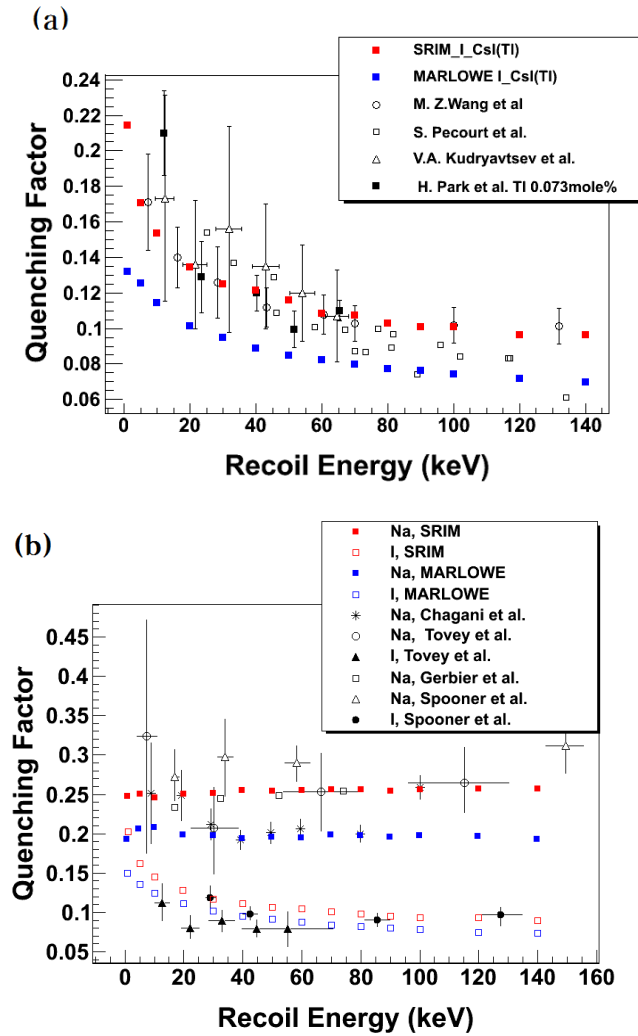 (a)
SRIM_I_CsI(Tl)
MARLOWE I_CsI(Tl)
M. Z.Wang et al
S. Pecourt et al.
V.A. Kudryavtsev et al.
H. Park et al. Tl 0.073mole%
0.24
0.22
0.2
0.18
0.16
0.14
0.12
0.1
0.08
0.06
Quenching Factor
0 20 40 60 80 100 120 140
Recoil Energy (keV)
(b)
Na, SRIM
I, SRIM
Na, MARLOWE
I, MARLOWE
Na, Chagani et al.
Na, Tovey et al.
I, Tovey et al.
Na, Gerbier et al.
Na, Spooner et al.
I, Spooner et al.
0.45
0.4
0.35
0.3
0.25
0.2
0.15
0.1
0.05
Quenching Factor
0 20 40 60 80 100 120 140 160
Recoil Energy (keV)